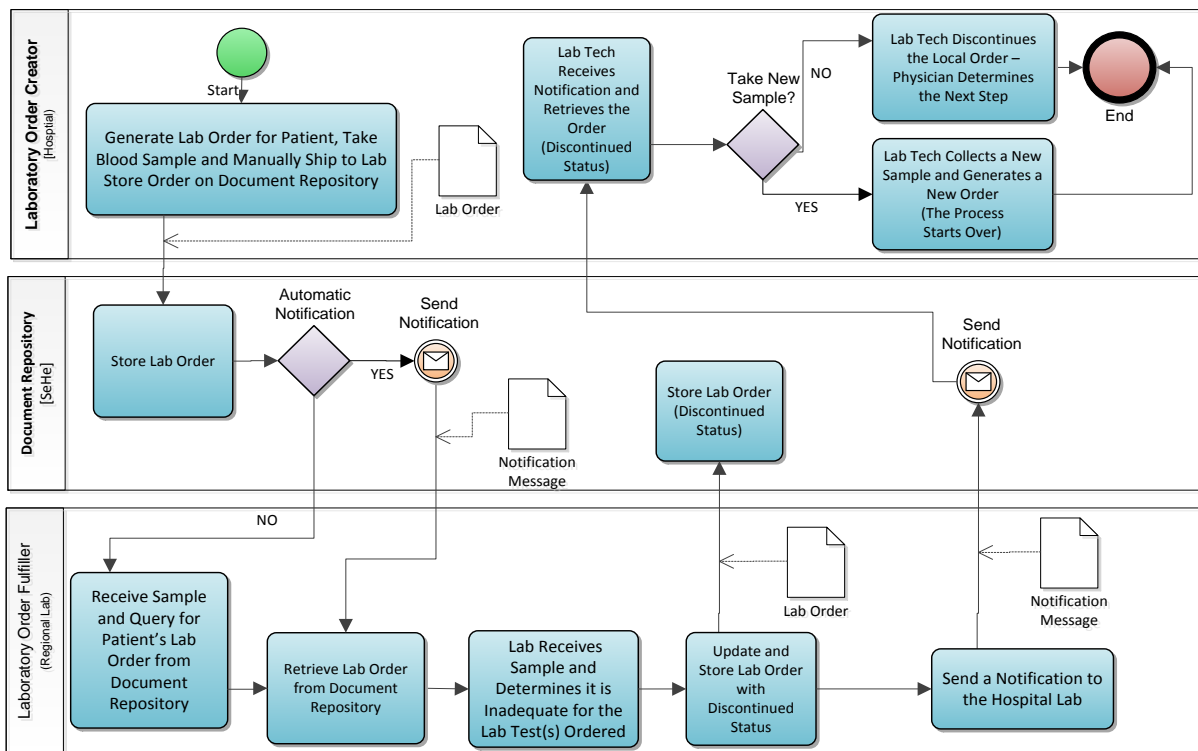 Laboratory Order Creator
[Hosptial]
Start
Generate Lab Order for Patient, Take
Blood Sample and Manually Ship to Lab
Store Order on Document Repository
Lab Order
Lab Tech
Receives
Notification and
Retrieves the
Order
(Discontinued
Status)
Take New
Sample?
NO
YES
Lab Tech Discontinues
the Local Order –
Physician Determines
the Next Step
Lab Tech Collects a New
Sample and Generates a
New Order
(The Process
Starts Over)
End
Document Repository
[SeHe]
Store Lab Order
Automatic
Notification
YES
NO
Send
Notification
Notification
Message
Store Lab Order
(Discontinued
Status)
Send
Notification
Laboratory Order Fulfiller
(Regional Lab)
Receive Sample
and Query for
Patient’s Lab
Order from
Document
Repository
Retrieve Lab Order
from Document
Repository
Lab Receives
Sample and
Determines it is
Inadequate for the
Lab Test(s) Ordered
Update and
Store Lab Order
with
Discontinued
Status
Lab Order
Send a Notification to
the Hospital Lab
Notification
Message